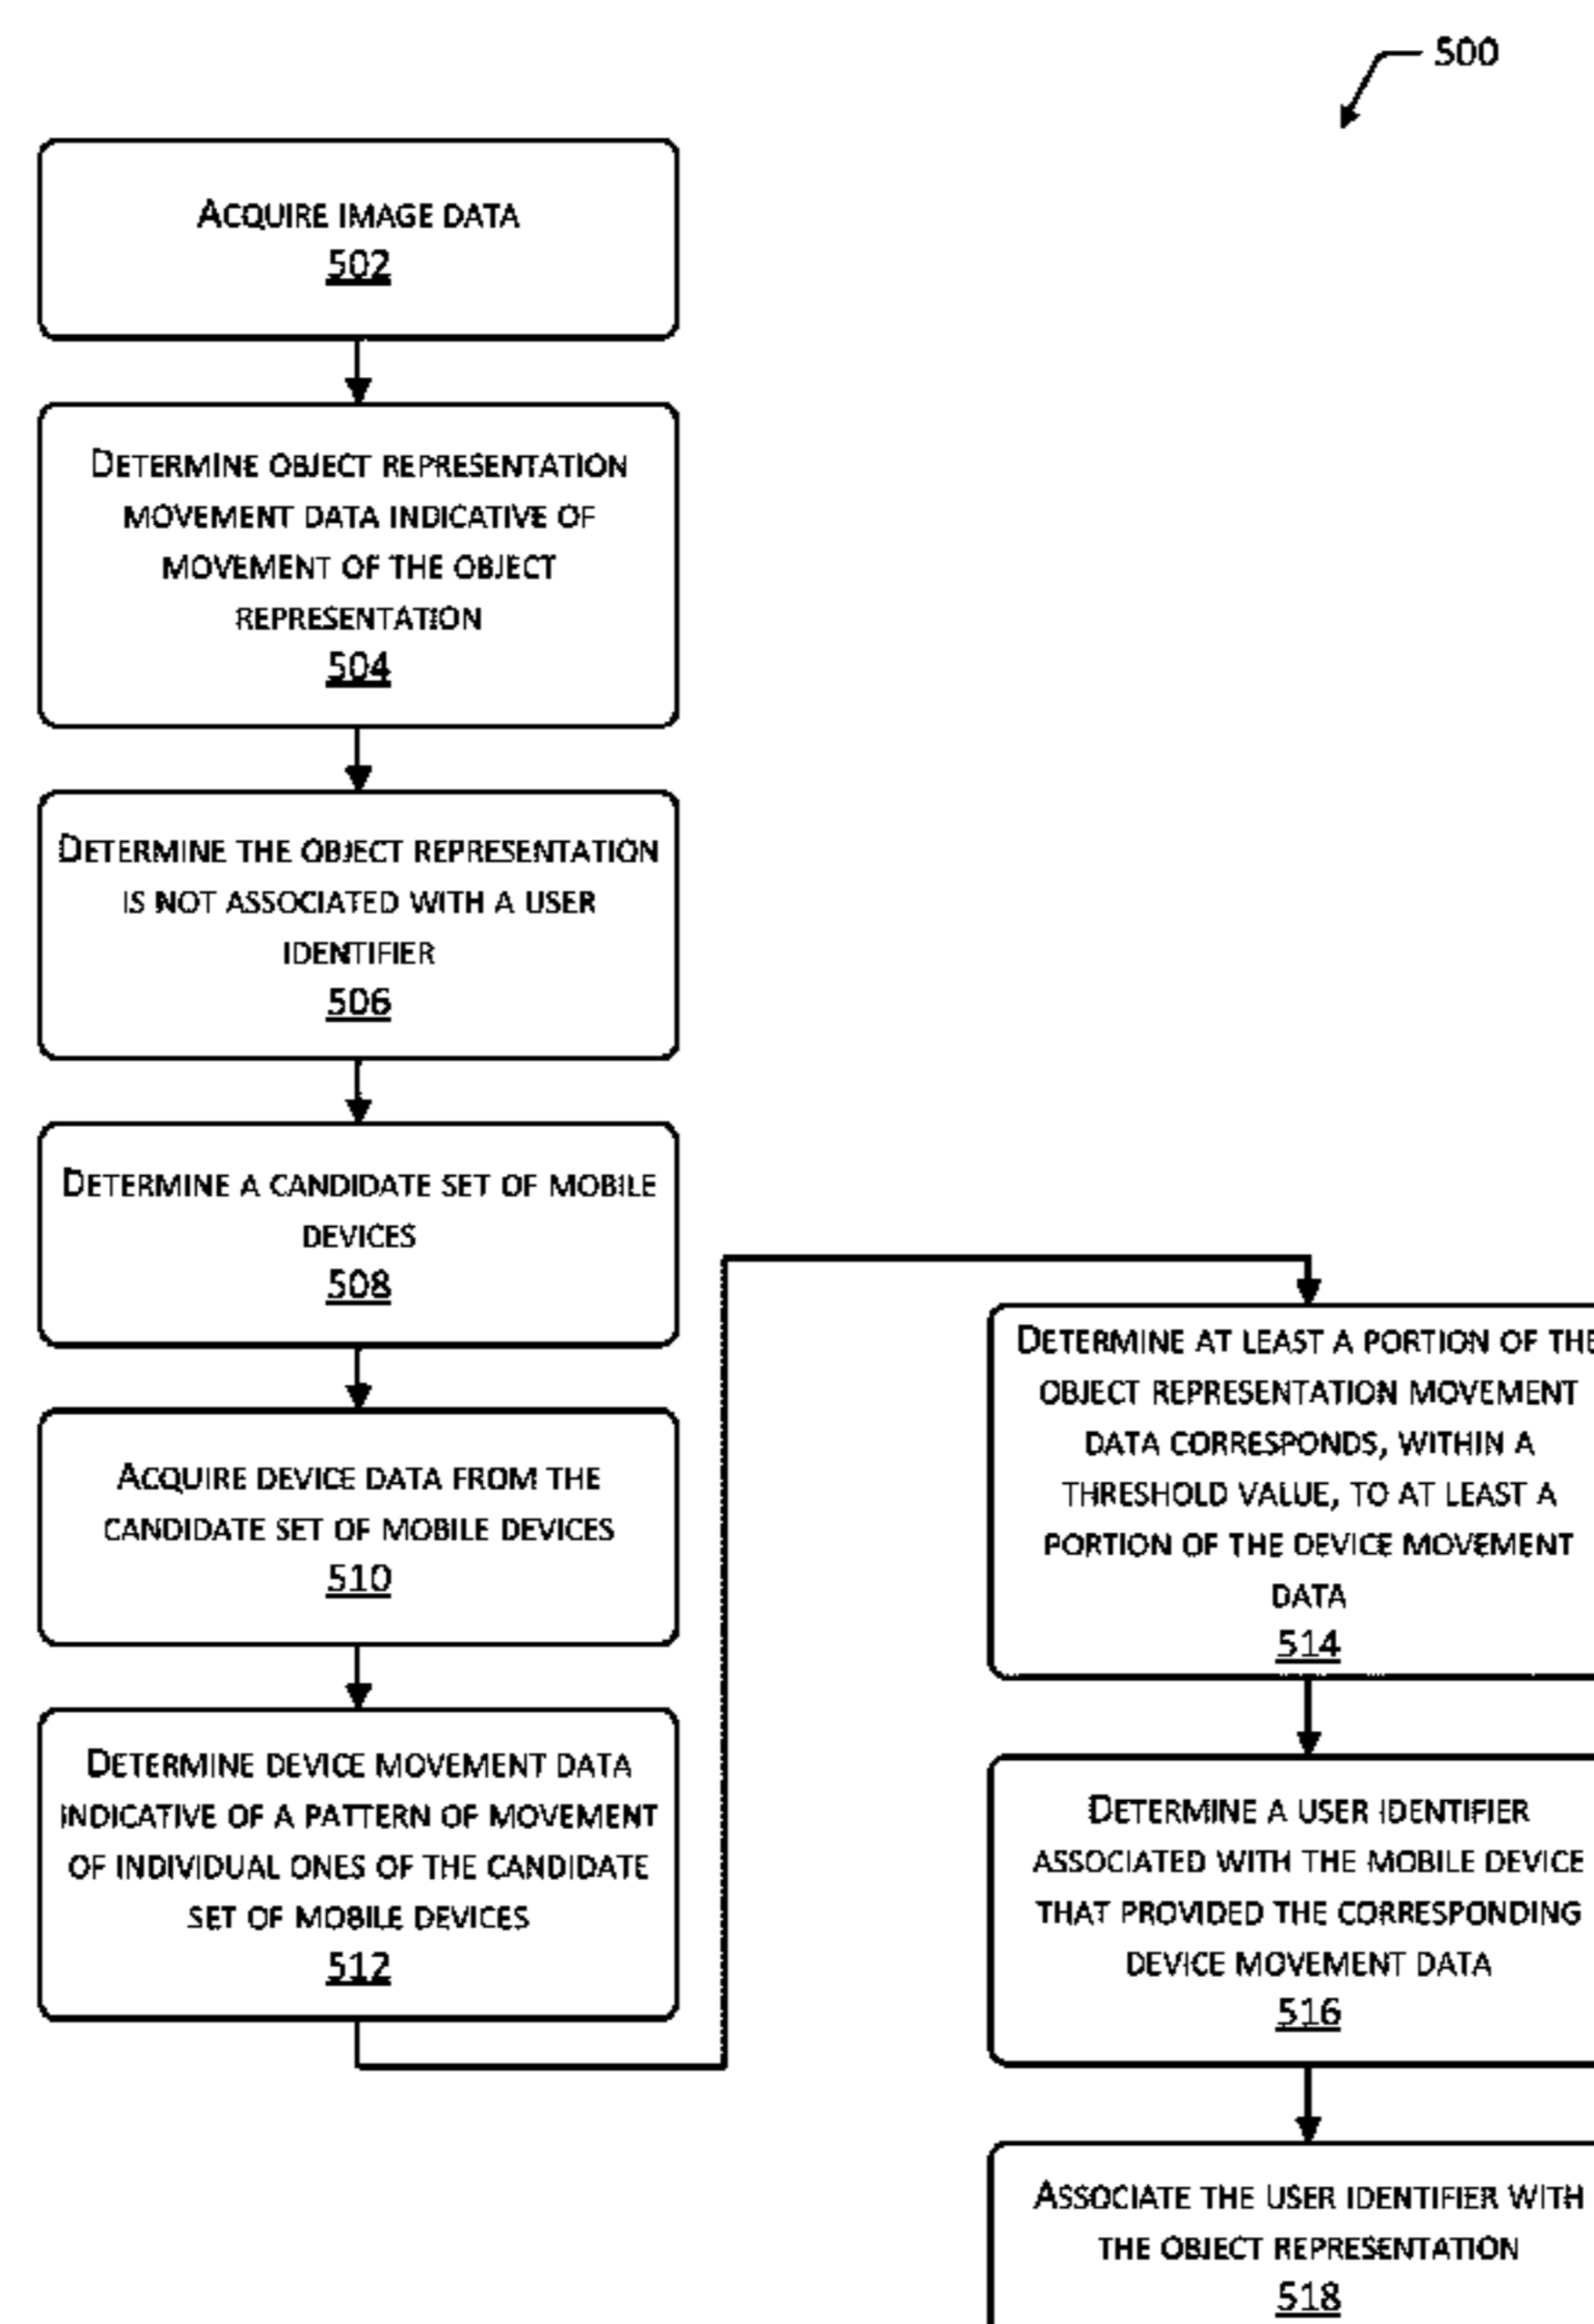 500
ACQUIRE IMAGE DATA
502
DETERMINE OBJECT REPRESENTATION
MOVEMENT DATA INDICATIVE OF
MOVEMENT OF THE OBJECT
REPRESENTATION
504
DETERMINE THE OBJECT REPRESENTATION
IS NOT ASSOCIATED WITH A USER
IDENTIFIER
506
DETERMINE A CANDIDATE SET OF MOBILE
DEVICES
508
ACQUIRE DEVICE DATA FROM THE
CANDIDATE SET OF MOBILE DEVICES
510
DETERMINE DEVICE MOVEMENT DATA
INDICATIVE OF A PATTERN OF MOVEMENT
OF INDIVIDUAL ONES OF THE CANDIDATE
SET OF MOBILE DEVICES
512
DETERMINE AT LEAST A PORTION OF THE
OBJECT REPRESENTATION MOVEMENT
DATA CORRESPONDS, WITHIN A
THRESHOLD VALUE, TO AT LEAST A
PORTION OF THE DEVICE MOVEMENT
DATA
514
DETERMINE A USER IDENTIFIER
ASSOCIATED WITH THE MOBILE DEVICE
THAT PROVIDED THE CORRESPONDING
DEVICE MOVEMENT DATA
516
ASSOCIATE THE USER IDENTIFIER WITH
THE OBJECT REPRESENTATION
518